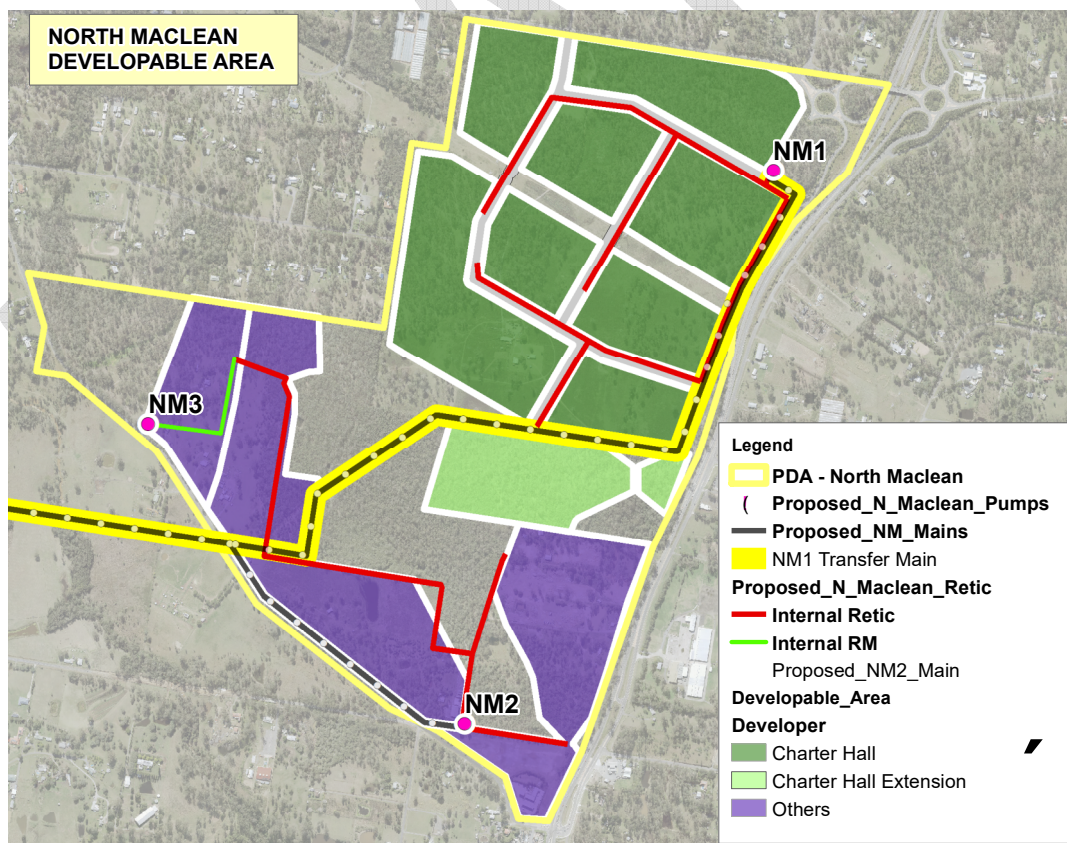 NORTH MACLEAN
DEVELOPABLE AREA
NM1
NM3
NM2
Legend
PDA - North Maclean
( Proposed_N_Maclean_Pumps
Proposed_NM_Mains
NM1 Transfer Main
Proposed_N_Maclean_Retic
Internal Retic
Internal RM
Proposed_NM2_Main
Developable_Area
Developer
Charter Hall
Charter Hall Extension
Others